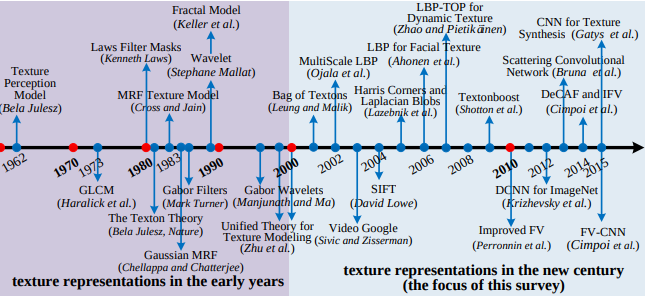 Fractal Model
(Keller et al.)
LBP-TOP for
Dynamic Texture
(Zhao and Pietikänen)
CNN for Texture
Synthesis (Gatys et al.)
Laws Filter Masks
(Kenneth Laws)
Wavelet
(Stephane Mallat)
LBP for Facial Texture
(Ahonen et al.)
MultiScale LBP
(Ojala et al.)
Scattering Convolutional
Network (Bruna et al.)
Texture
Perception
Model
(Bela Julesz)
MRF Texture Model
(Cross and Jain)
Bag of Textons
(Leung and Malik)
Harris Corners and
Laplacian Blobs
(Lazebnik et al.)
Textonboost
(Shotton et al.)
DeCAF and IFV
(Cimpoi et al.)
1962
1970
1973
1980
1983
1990
2000
2002
2004
2006
2008
2010
2012
2014
2015
GLCM
(Haralick et al.)
Gabor Filters
(Mark Turner)
Gabor Wavelets
(Manjunath and Ma)
SIFT
(David Lowe)
DCNN for ImageNet
(Krizhevsky et al.)
The Texton Theory
(Bela Julesz, Nature)
Unified Theory for
Texture Modeling
(Zhu et al.)
Video Google
(Sivic and Zisserman)
Improved FV
(Perronnin et al.)
FV-CNN
(Cimpoi et al.)
Gaussian MRF
(Chellappa and Chatterjee)
texture representations in the early years
texture representations in the new century
(the focus of this survey)